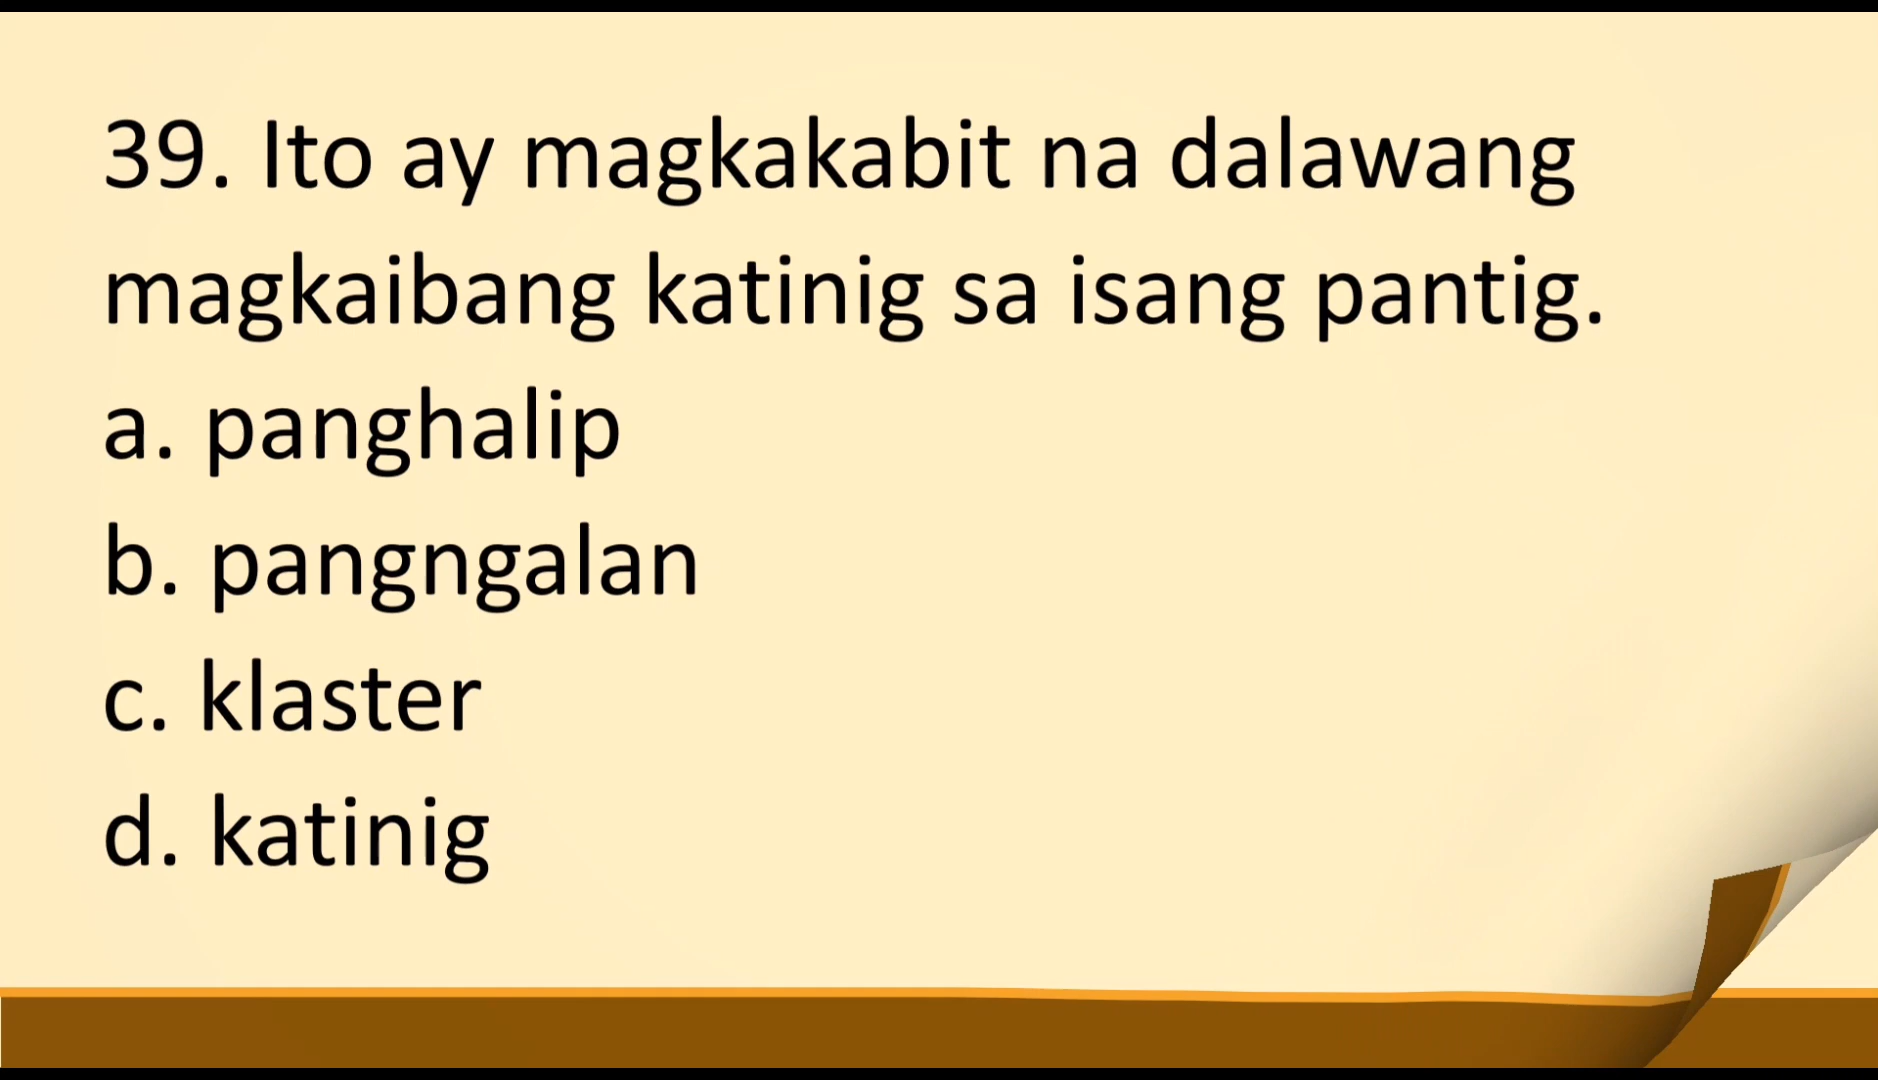 39. Ito ay magkakabit na dalawang
magkaibang katinig sa isang pantig.
a. panghalip
b. pangngalan
c. klaster
d. katinig